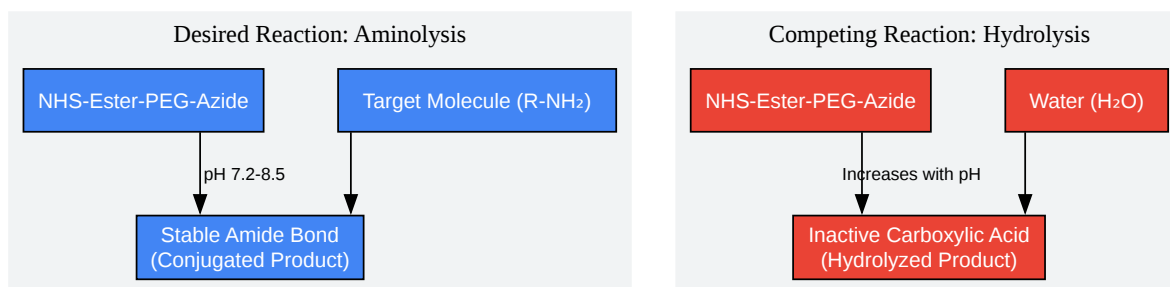 Desired Reaction: Aminolysis
NHS-Ester-PEG-Azide
Target Molecule (R-NH₂)
pH 7.2-8.5
Stable Amide Bond
(Conjugated Product)
Competing Reaction: Hydrolysis
NHS-Ester-PEG-Azide
Water (H₂O)
Increases with pH
Inactive Carboxylic Acid
(Hydrolyzed Product)